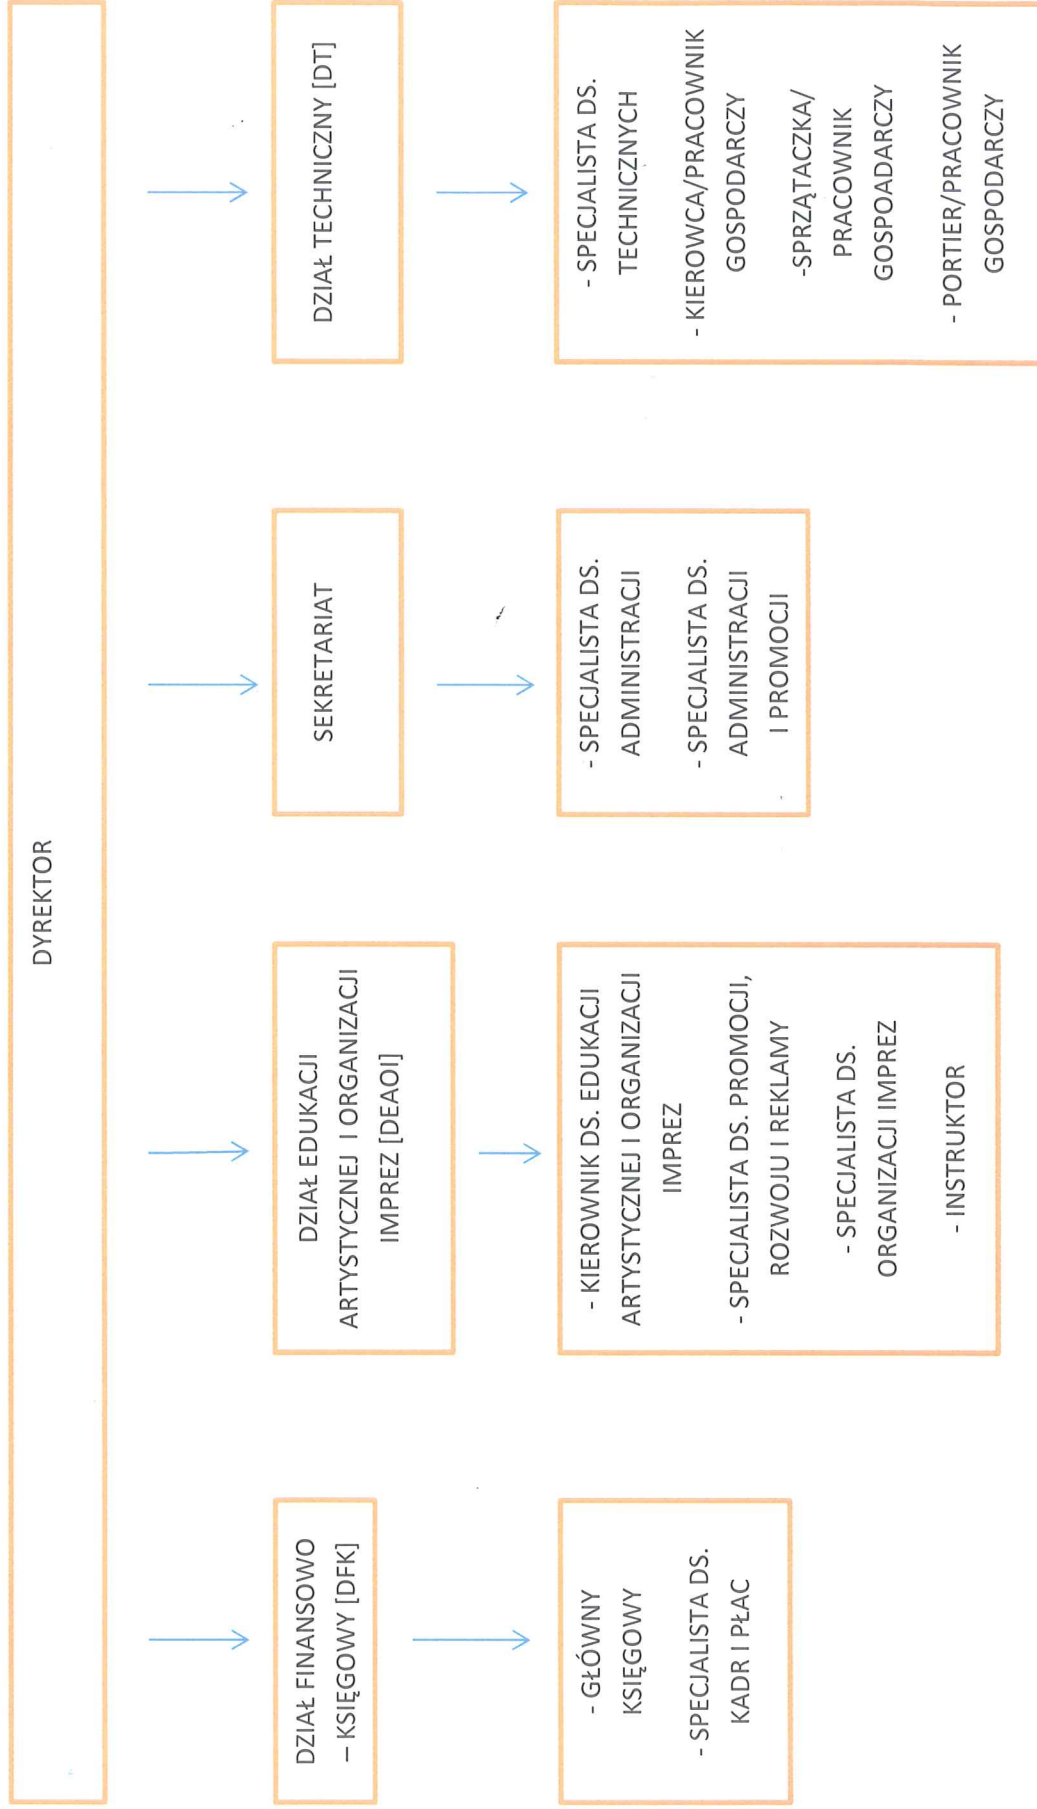 DYREKTOR
DZIAŁ FINANSOWO
– KSIĘGOWY [DFK]
DZIAŁ EDUKACJI
ARTYSTYCZNEJ I ORGANIZACJI
IMPREZ [DEAOI]
SEKRETARIAT
DZIAŁ TECHNICZNY [DT]
- GŁÓWNY
KSIĘGOWY
- SPECJALISTA DS.
KADR I PŁAC
- KIEROWNIK DS. EDUKACJI
ARTYSTYCZNEJ I ORGANIZACJI
IMPREZ
- SPECJALISTA DS. PROMOCJI,
ROZWOJU I REKLAMY
- SPECJALISTA DS.
ORGANIZACJI IMPREZ
- INSTRUKTOR
- SPECJALISTA DS.
ADMINISTRACJI
- SPECJALISTA DS.
ADMINISTRACJI
I PROMOCJI
- SPECJALISTA DS.
TECHNICZNYCH
- KIEROWCA/PRACOWNIK
GOSPODARCZY
-SPRZĄTACZKA/
PRACOWNIK
GOSPOADARCZY
- PORTIER/PRACOWNIK
GOSPODARCZY